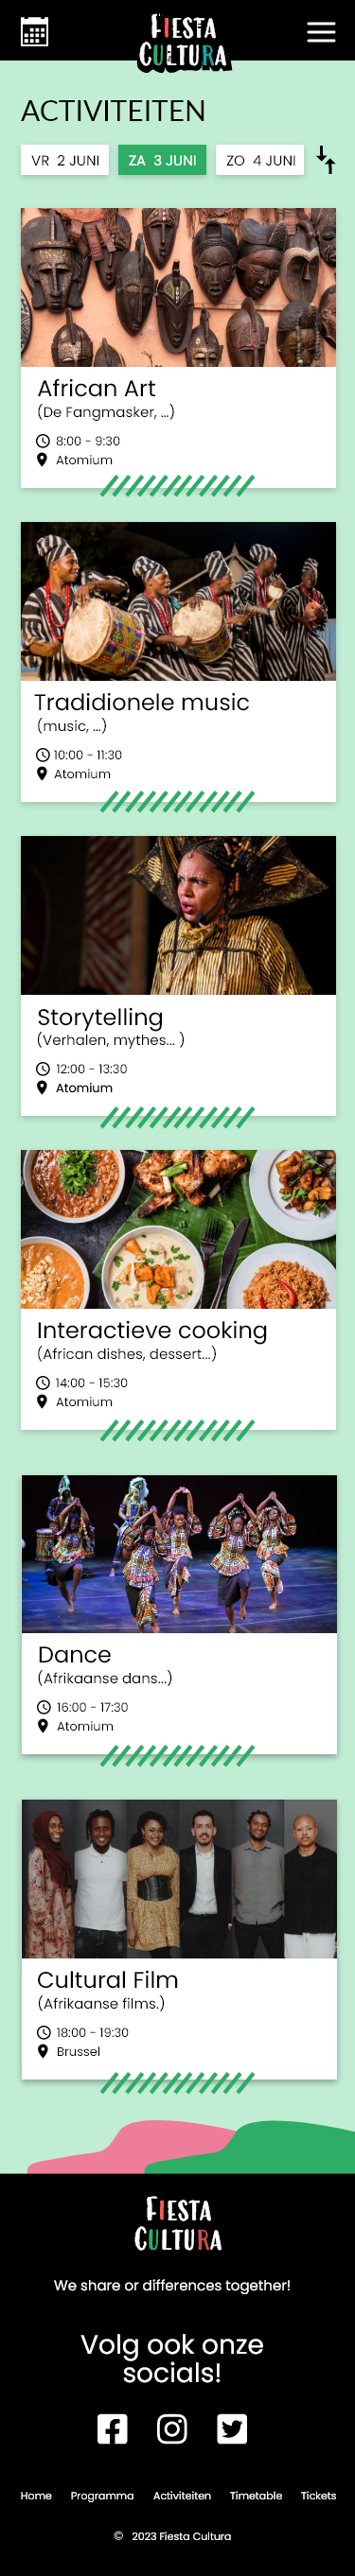 FIESTA
CULTURA
ACTIVITEITEN
VR 2 JUNI ZA 3 JUNI ZO 4 JUNI
African Art
(De Fangmasker, ...)
8:00 - 9:30
Atomium
Tradidionele music
(music, ...)
10:00 - 11:30
Atomium
Storytelling
(Verhalen, mythes... )
12:00 - 13:30
Atomium
Interactieve cooking
(African dishes, dessert...)
14:00 - 15:30
Atomium
Dance
(Afrikaanse dans...)
16:00 - 17:30
Atomium
Cultural Film
(Afrikaanse films.)
18:00 - 19:30
Brussel
FIESTA
CULTURA
We share or differences together!
Volg ook onze
socials!
Home Programma Activiteiten Timetable Tickets
© 2023 Fiesta Cultura